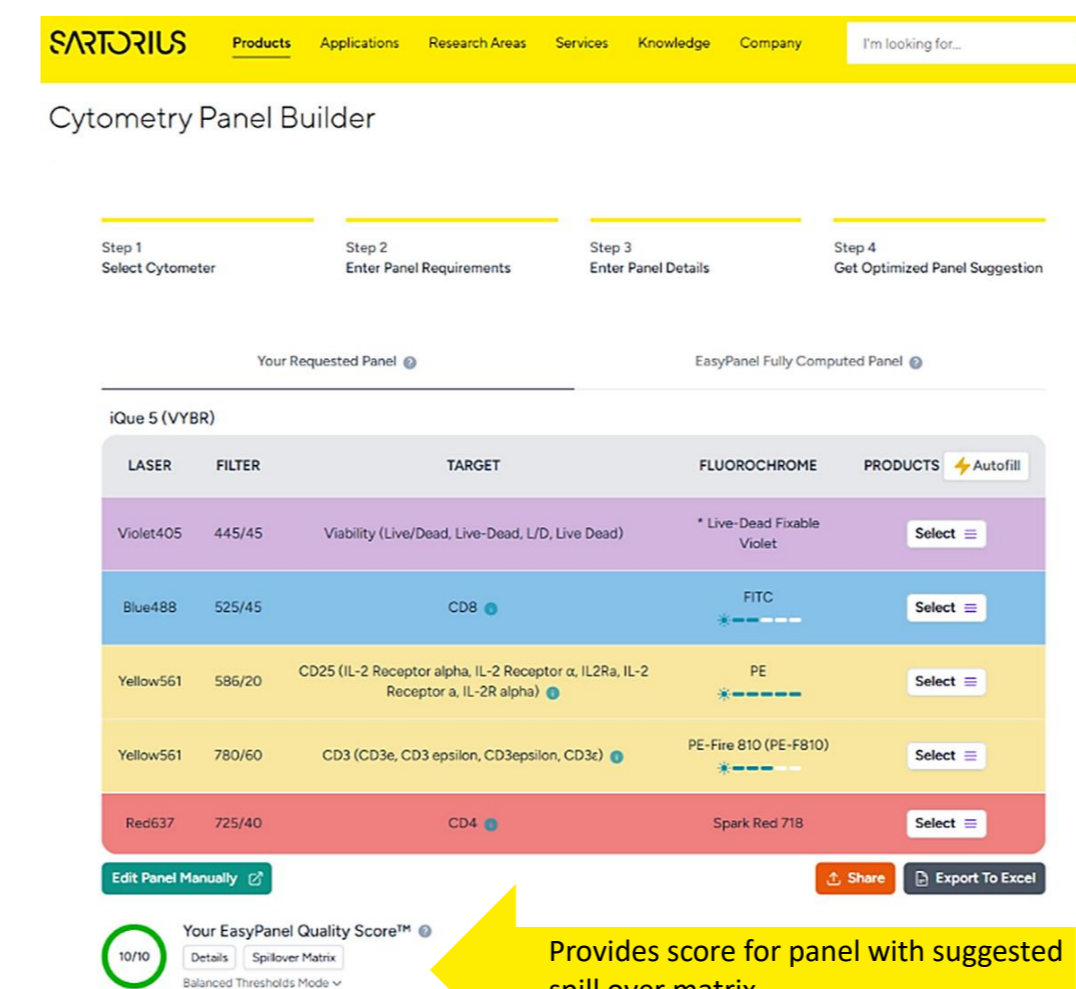 SARTORIUS Products Applications Research Areas Services Knowledge Company I'm looking for...
Cytometry Panel Builder
Step 1 Step 2 Step 3 Step 4
Select Cytometer Enter Panel Requirements Enter Panel Details Get Optimized Panel Suggestion
Your Requested Panel ? EasyPanel Fully Computed Panel ?
iQue 5 (VYBR)
LASER FILTER TARGET FLUOROCHROME PRODUCTS Autofill
Violet405 445/45 Viability (Live/Dead, Live-Dead, L/D, Live Dead) * Live-Dead Fixable
Violet Select
Blue488 525/45 CD8 FITC Select
Yellow561 586/20 CD25 (IL-2 Receptor alpha, IL-2 Receptor α, IL2Ra, IL-2
Receptor a, IL-2R alpha) PE Select
Yellow561 780/60 CD3 (CD3e, CD3 epsilon, CD3epsilon, CD3ε) PE-Fire 810 (PE-F810) Select
Red637 725/40 CD4 Spark Red 718 Select
Edit Panel Manually Share Export To Excel
10/10 Your EasyPanel Quality Score™ ?
Details Spillover Matrix
Balanced Thresholds Mode
Provides score for panel with suggested
spill over matrix